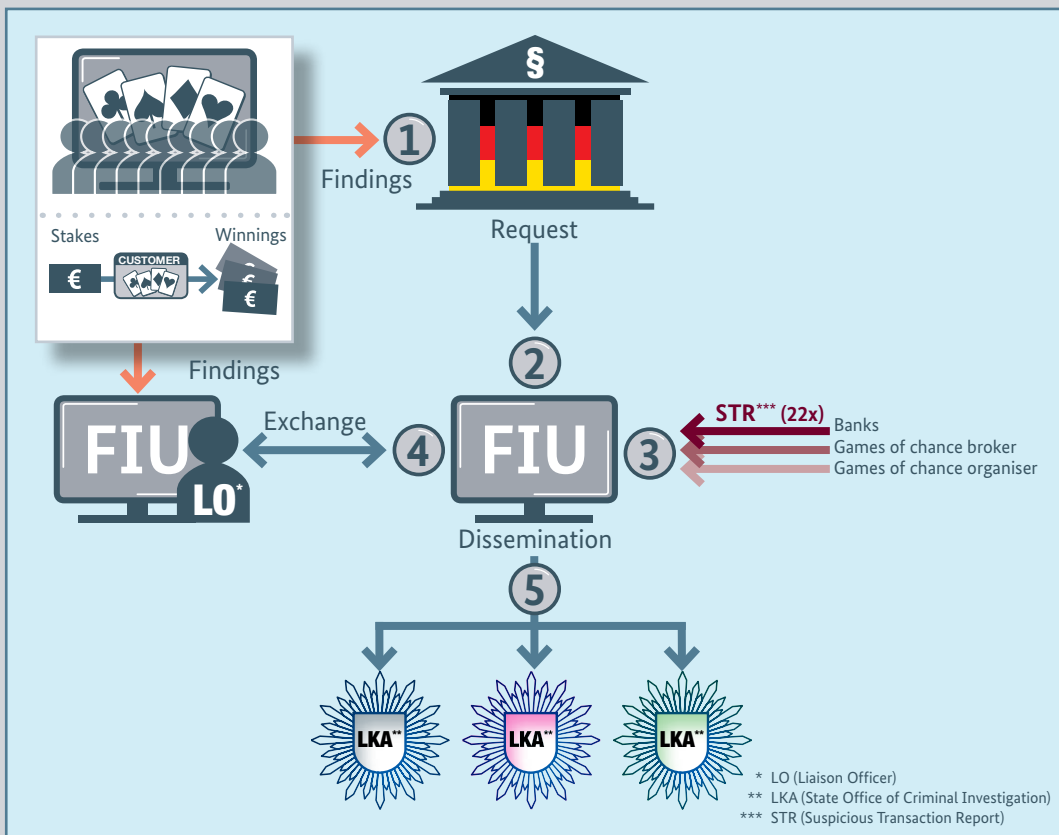 §
1
Findings
Request
Stakes
Winnings
€
CUSTOMER
€
€
2
Findings
FIU
LO*
Exchange
4
FIU
3
STR*** (22x)
Banks
Games of chance broker
Games of chance organiser
Dissemination
5
LKA**
LKA**
LKA**
* LO (Liaison Officer)
** LKA (State Office of Criminal Investigation)
*** STR (Suspicious Transaction Report)